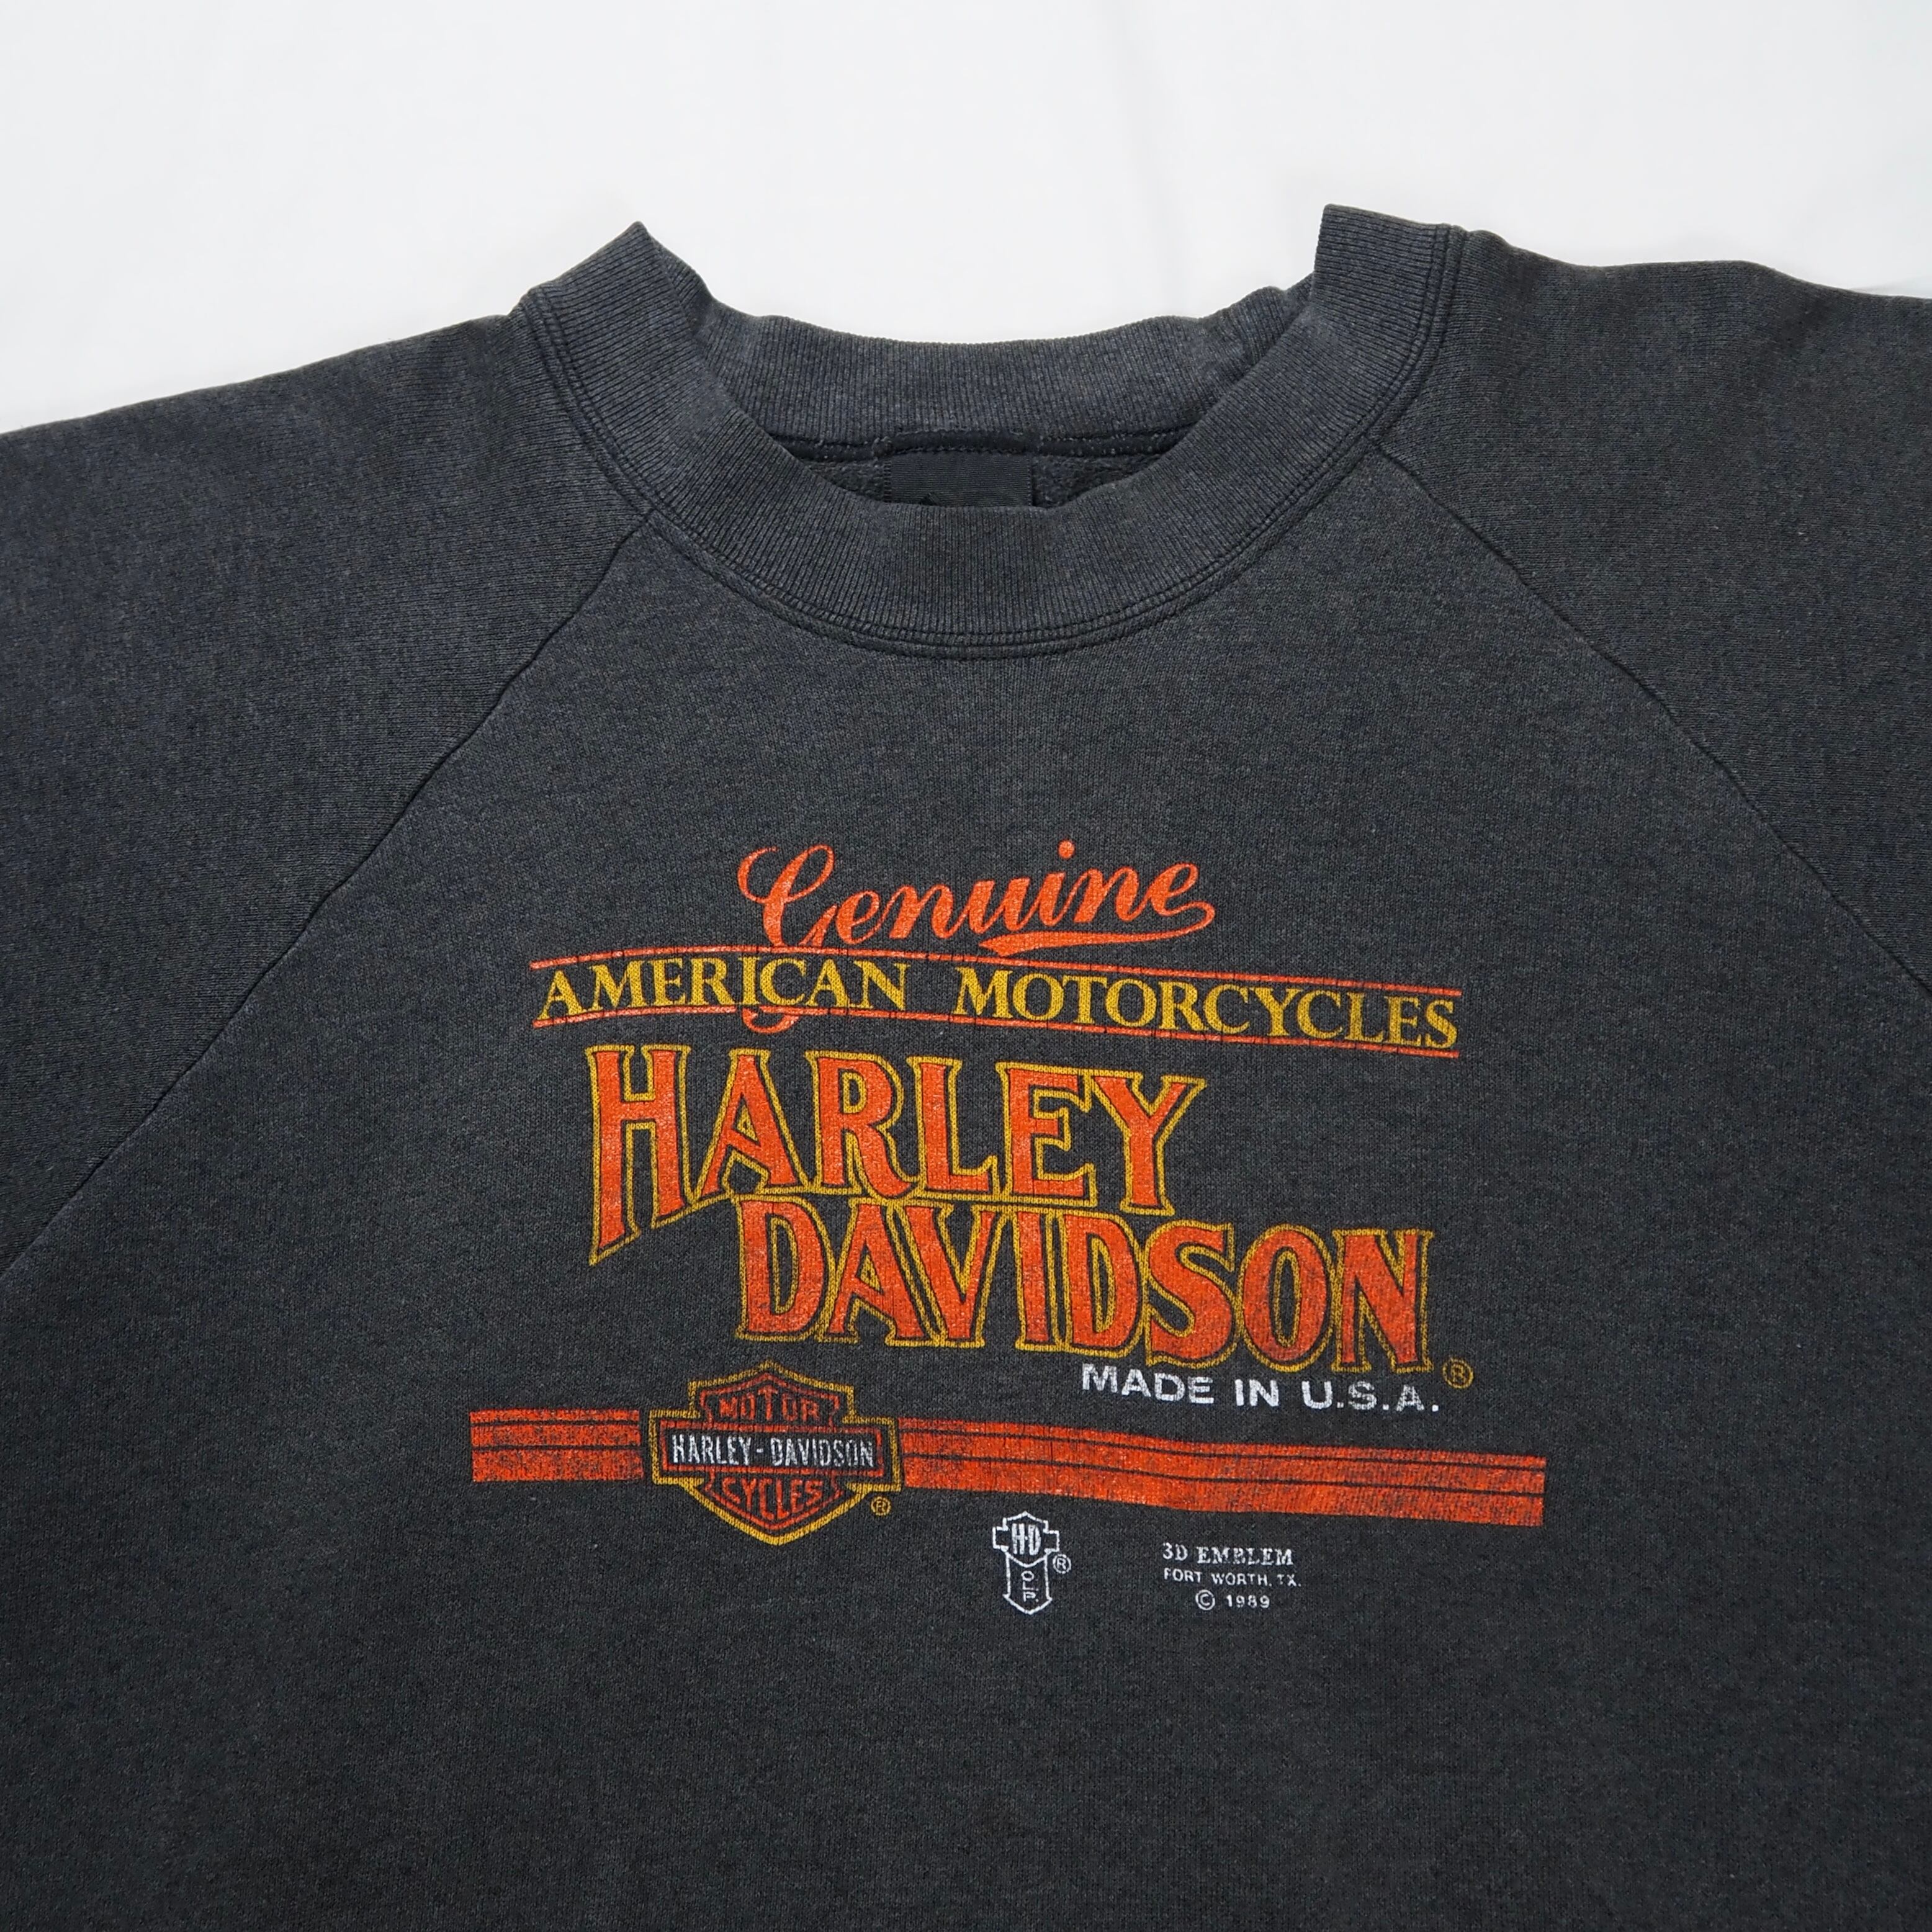 Genuine
AMERICAN MOTORCYCLES
HARLEY
DAVIDSON®
MADE IN U.S.A.
MOTOR
HARLEY-DAVIDSON
CYCLES
®
H-D
®
O.L.P.
3D EMBLEM
FORT WORTH, TX.
© 1989